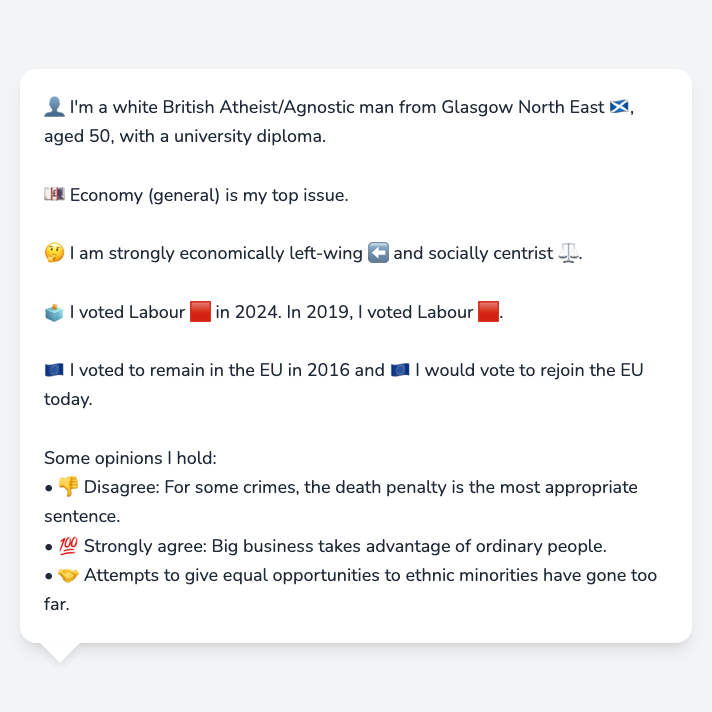 👤 I'm a white British Atheist/Agnostic man from Glasgow North East 🏴󠁧󠁢󠁳󠁣󠁴󠁿,
aged 50, with a university diploma.
💷 Economy (general) is my top issue.
🤔 I am strongly economically left-wing ⬅️ and socially centrist ⚖️.
🗳️ I voted Labour 🟥 in 2024. In 2019, I voted Labour 🟥.
🇪🇺 I voted to remain in the EU in 2016 and 🇪🇺 I would vote to rejoin the EU
today.
Some opinions I hold:
• 👎 Disagree: For some crimes, the death penalty is the most appropriate
sentence.
• 💯 Strongly agree: Big business takes advantage of ordinary people.
• 🤝 Attempts to give equal opportunities to ethnic minorities have gone too
far.